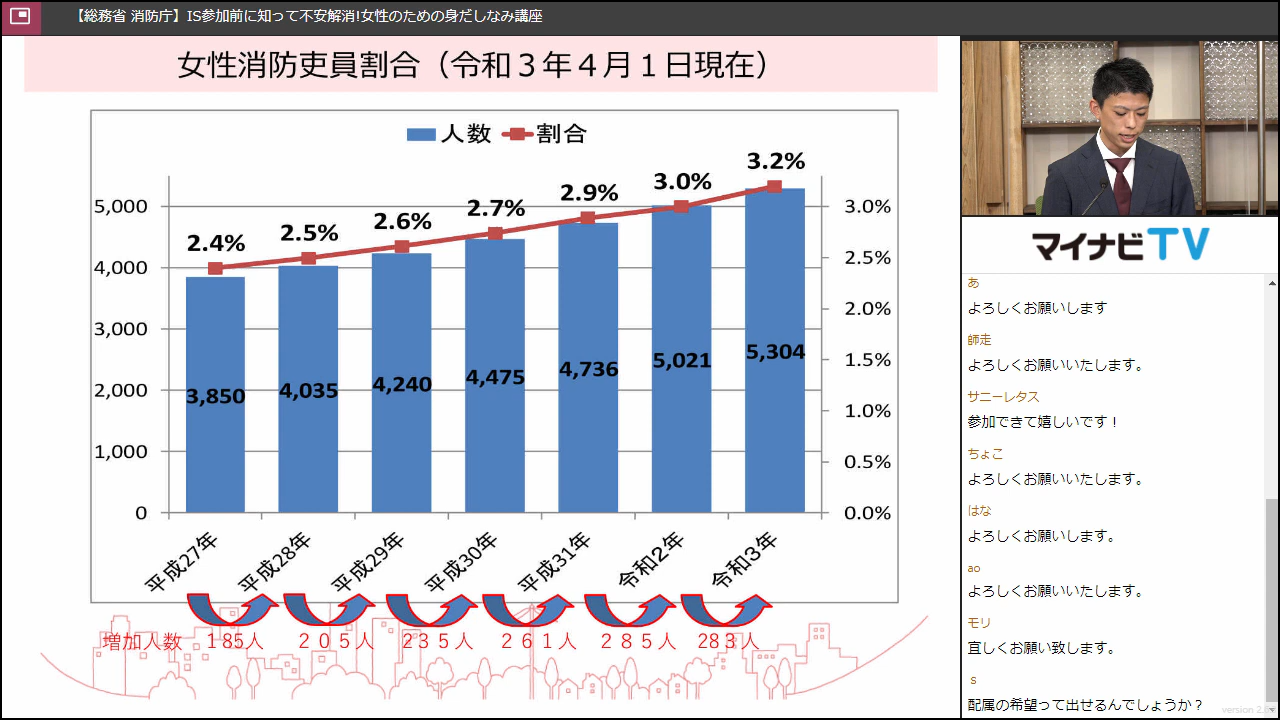 【総務省 消防庁】IS参加前に知って不安解消!女性のための身だしなみ講座
女性消防吏員割合（令和３年４月１日現在）
人数 割合
5,000
4,000
3,000
2,000
1,000
0
2.4% 2.5% 2.6% 2.7% 2.9% 3.0% 3.2%
3,850 4,035 4,240 4,475 4,736 5,021 5,304
3.0%
2.5%
2.0%
1.5%
1.0%
0.5%
0.0%
平成27年 平成28年 平成29年 平成30年 平成31年 令和2年 令和3年
増加人数 １85人 ２０５人 ２３５人 ２６１人 ２８５人 283人
マイナビTV
あ
よろしくお願いします
師走
よろしくお願いいたします。
サニーレタス
参加できて嬉しいです！
ちょこ
よろしくお願いいたします。
はな
よろしくお願いします。
ao
よろしくお願いいたします。
モリ
宜しくお願い致します。
s
配属の希望って出せるんでしょうか？